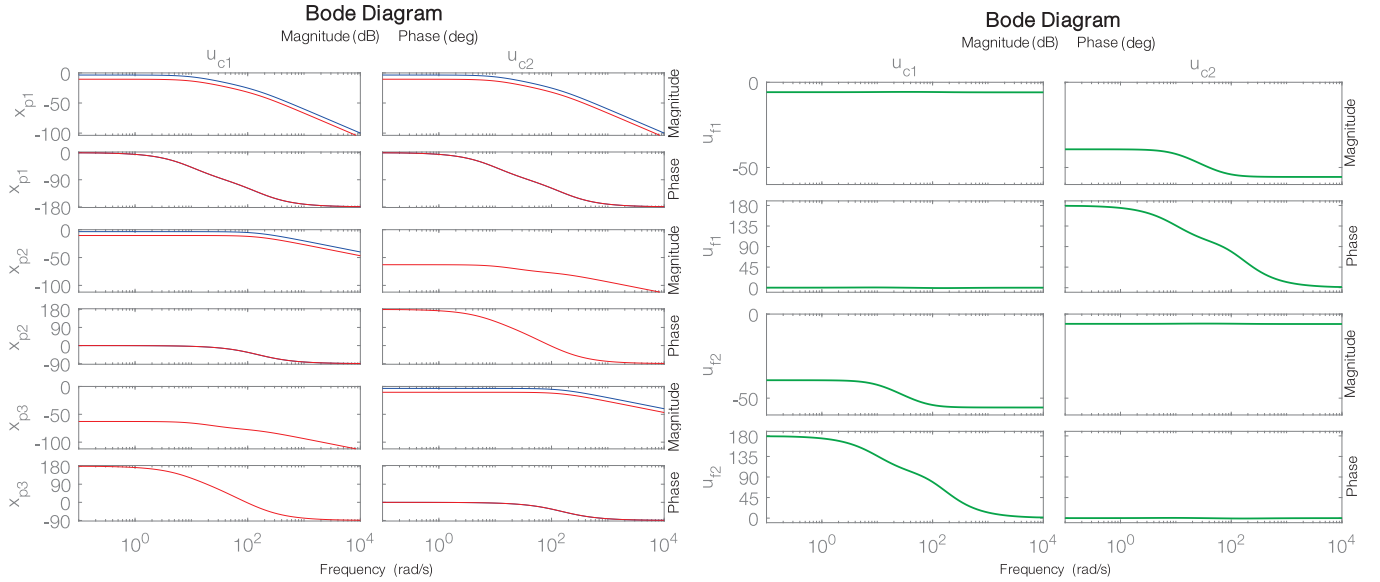 Bode Diagram
Magnitude (dB) Phase (deg)
u_c1 u_c2
x_p1
0
-50
-100
Magnitude
x_p1
0
-90
-180
Phase
x_p2
0
-50
-100
Magnitude
x_p2
180
90
0
-90
Phase
x_p3
0
-50
-100
Magnitude
x_p3
180
90
0
-90
Phase
10^0 10^2 10^4 10^0 10^2 10^4
Frequency (rad/s)
Bode Diagram
Magnitude (dB) Phase (deg)
u_c1 u_c2
u_f1
0
-50
Magnitude
u_f1
180
135
90
45
0
Phase
u_f2
0
-50
Magnitude
u_f2
180
135
90
45
0
Phase
10^0 10^2 10^4 10^0 10^2 10^4
Frequency (rad/s)